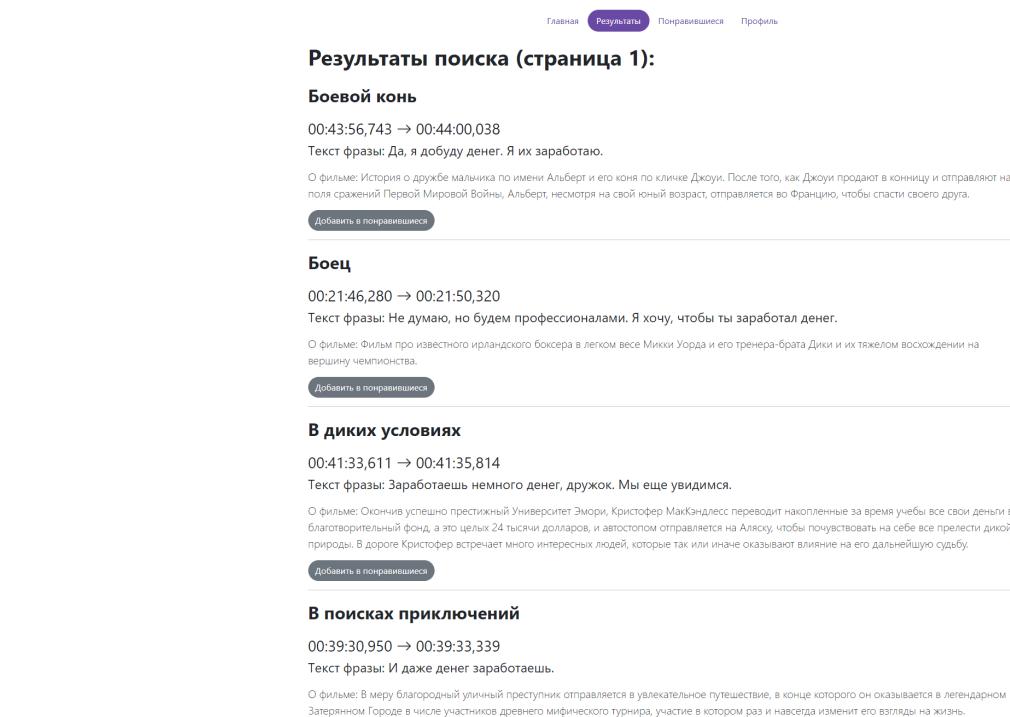 Главная Результаты Понравившиеся Профиль
Результаты поиска (страница 1):
Боевой конь
00:43:56,743 → 00:44:00,038
Текст фразы: Да, я добуду денег. Я их заработаю.
О фильме: История о дружбе мальчика по имени Альберт и его коня по кличке Джоуи. После того, как Джоуи продают в конницу и отправляют на
поля сражений Первой Мировой Войны, Альберт, несмотря на свой юный возраст, отправляется во Францию, чтобы спасти своего друга.
Добавить в понравившиеся
Боец
00:21:46,280 → 00:21:50,320
Текст фразы: Не думаю, но будем профессионалами. Я хочу, чтобы ты заработал денег.
О фильме: Фильм про известного ирландского боксера в легком весе Микки Уорда и его тренера-брата Дики и их тяжелом восхождении на
вершину чемпионства.
Добавить в понравившиеся
В диких условиях
00:41:33,611 → 00:41:35,814
Текст фразы: Заработаешь немного денег, дружок. Мы еще увидимся.
О фильме: Окончив успешно престижный Университет Эмори, Кристофер МакКэндлесс переводит накопленные за время учебы все свои деньги в
благотворительный фонд, а это целых 24 тысячи долларов, и автостопом отправляется на Аляску, чтобы почувствовать на себе все прелести дикой
природы. В дороге Кристофер встречает много интересных людей, которые так или иначе оказывают влияние на его дальнейшую судьбу.
Добавить в понравившиеся
В поисках приключений
00:39:30,950 → 00:39:33,339
Текст фразы: И даже денег заработаешь.
О фильме: В меру благородный уличный преступник отправляется в увлекательное путешествие, в конце которого он оказывается в легендарном
Затерянном Городе в числе участников древнего мифического турнира, участие в котором раз и навсегда изменит его взгляды на жизнь.